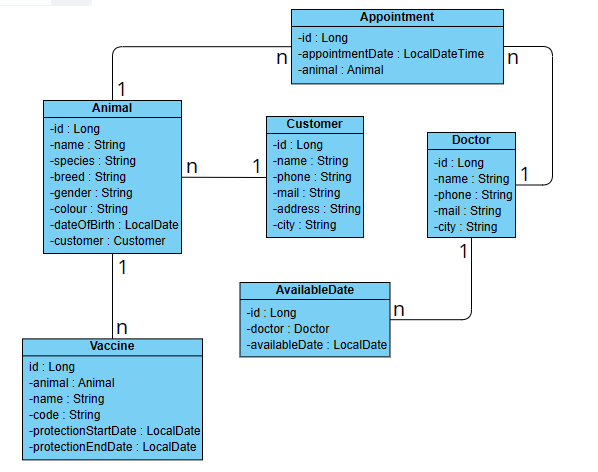 Appointment
-id : Long
-appointmentDate : LocalDateTime
-animal : Animal
n
n
1
Animal
-id : Long
-name : String
-species : String
-breed : String
-gender : String
-colour : String
-dateOfBirth : LocalDate
-customer : Customer
n
1
Customer
-id : Long
-name : String
-phone : String
-mail : String
-address : String
-city : String
Doctor
-id : Long
-name : String
-phone : String
-mail : String
-city : String
1
1
1
n
AvailableDate
-id : Long
-doctor : Doctor
-availableDate : LocalDate
n
Vaccine
id : Long
-animal : Animal
-name : String
-code : String
-protectionStartDate : LocalDate
-protectionEndDate : LocalDate